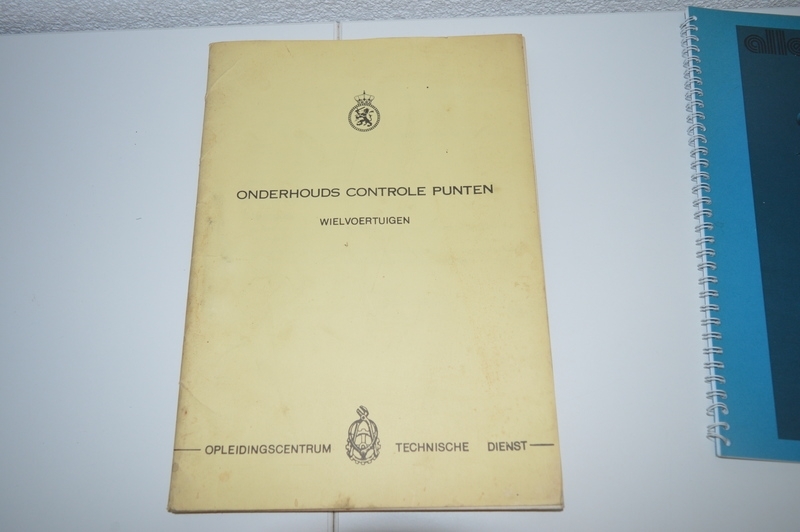 ONDERHOUDS CONTROLE PUNTEN
WIELVOERTUIGEN
OPLEIDINGSCENTRUM TECHNISCHE DIENST